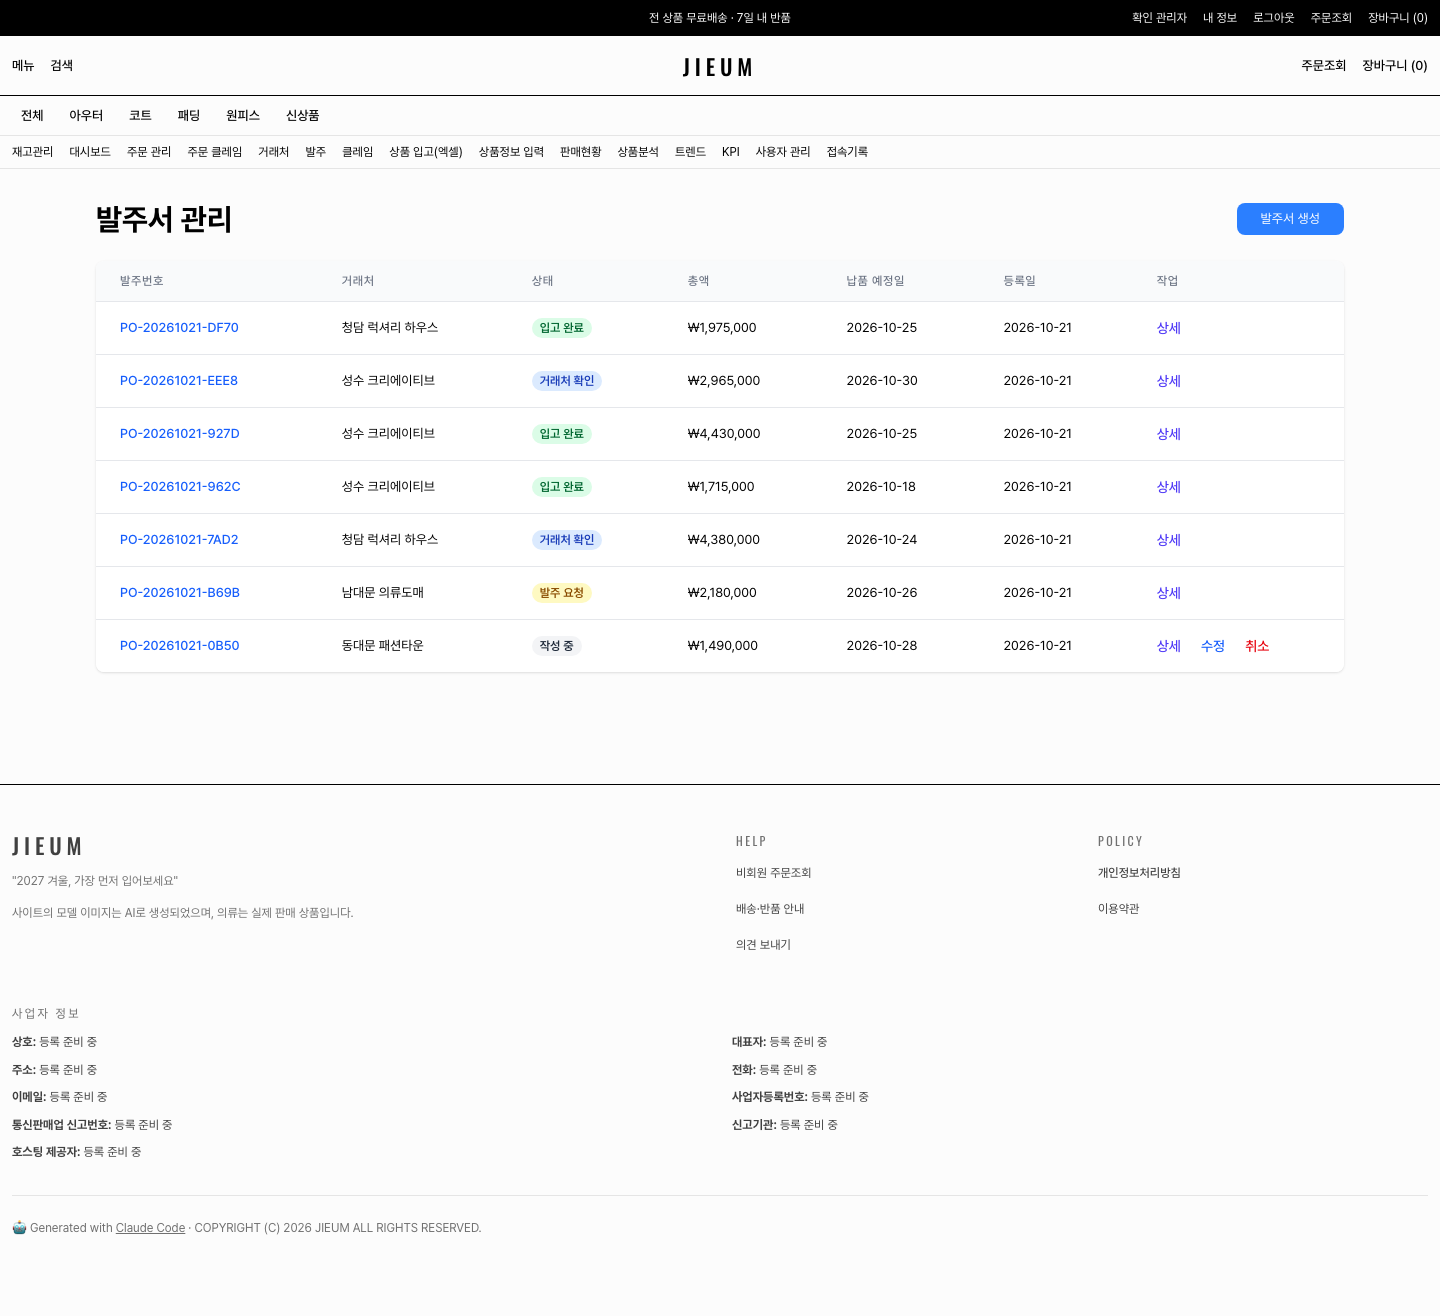 전 상품 무료배송 · 7일 내 반품
확인 관리자 내 정보 로그아웃 주문조회 장바구니 (0)
메뉴 검색
JIEUM
주문조회 장바구니 (0)
전체 아우터 코트 패딩 원피스 신상품
재고관리 대시보드 주문 관리 주문 클레임 거래처 발주 클레임 상품 입고(엑셀) 상품정보 입력 판매현황 상품분석 트렌드 KPI 사용자 관리 접속기록
발주서 관리
발주서 생성
발주번호 거래처 상태 총액 납품 예정일 등록일 작업
PO-20261021-DF70 청담 럭셔리 하우스 입고 완료 ₩1,975,000 2026-10-25 2026-10-21 상세
PO-20261021-EEE8 성수 크리에이티브 거래처 확인 ₩2,965,000 2026-10-30 2026-10-21 상세
PO-20261021-927D 성수 크리에이티브 입고 완료 ₩4,430,000 2026-10-25 2026-10-21 상세
PO-20261021-962C 성수 크리에이티브 입고 완료 ₩1,715,000 2026-10-18 2026-10-21 상세
PO-20261021-7AD2 청담 럭셔리 하우스 거래처 확인 ₩4,380,000 2026-10-24 2026-10-21 상세
PO-20261021-B69B 남대문 의류도매 발주 요청 ₩2,180,000 2026-10-26 2026-10-21 상세
PO-20261021-0B50 동대문 패션타운 작성 중 ₩1,490,000 2026-10-28 2026-10-21 상세 수정 취소
JIEUM
"2027 겨울, 가장 먼저 입어보세요"
사이트의 모델 이미지는 AI로 생성되었으며, 의류는 실제 판매 상품입니다.
HELP
비회원 주문조회
배송·반품 안내
의견 보내기
POLICY
개인정보처리방침
이용약관
사업자 정보
상호: 등록 준비 중
대표자: 등록 준비 중
주소: 등록 준비 중
전화: 등록 준비 중
이메일: 등록 준비 중
사업자등록번호: 등록 준비 중
통신판매업 신고번호: 등록 준비 중
신고기관: 등록 준비 중
호스팅 제공자: 등록 준비 중
🤖 Generated with Claude Code · COPYRIGHT (C) 2026 JIEUM ALL RIGHTS RESERVED.